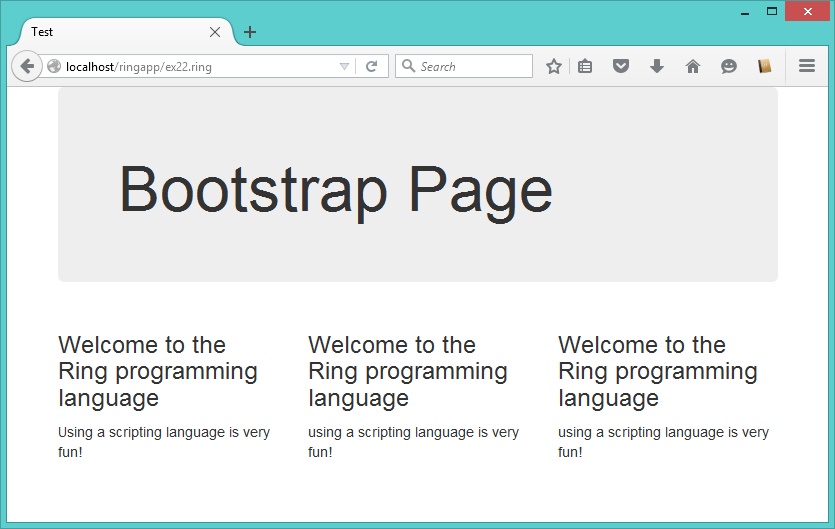 Test
localhost/ringapp/ex22.ring
Search
Bootstrap Page
Welcome to the
Ring programming
language
Using a scripting language is very
fun!
Welcome to the
Ring programming
language
using a scripting language is very
fun!
Welcome to the
Ring programming
language
using a scripting language is very
fun!